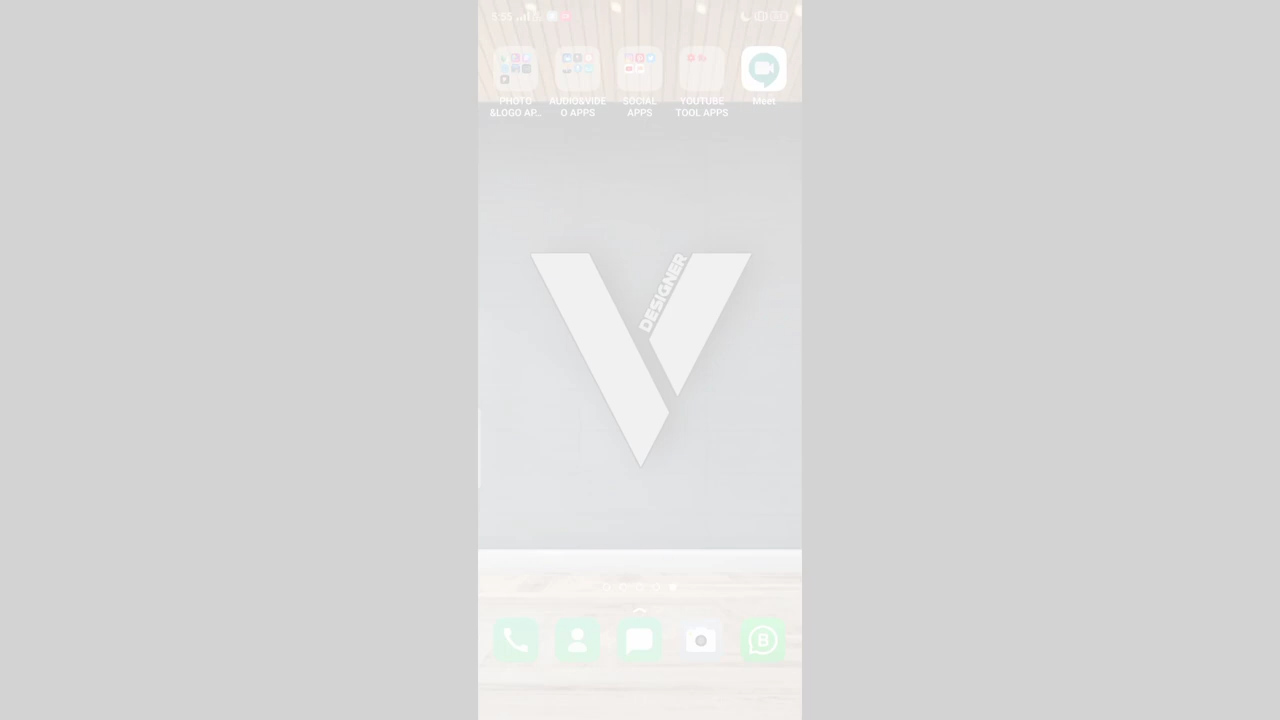 PHOTO
&LOGO AP...
AUDIO&VIDE
O APPS
SOCIAL
APPS
YOUTUBE
TOOL APPS
Meet
DESIGNER
B